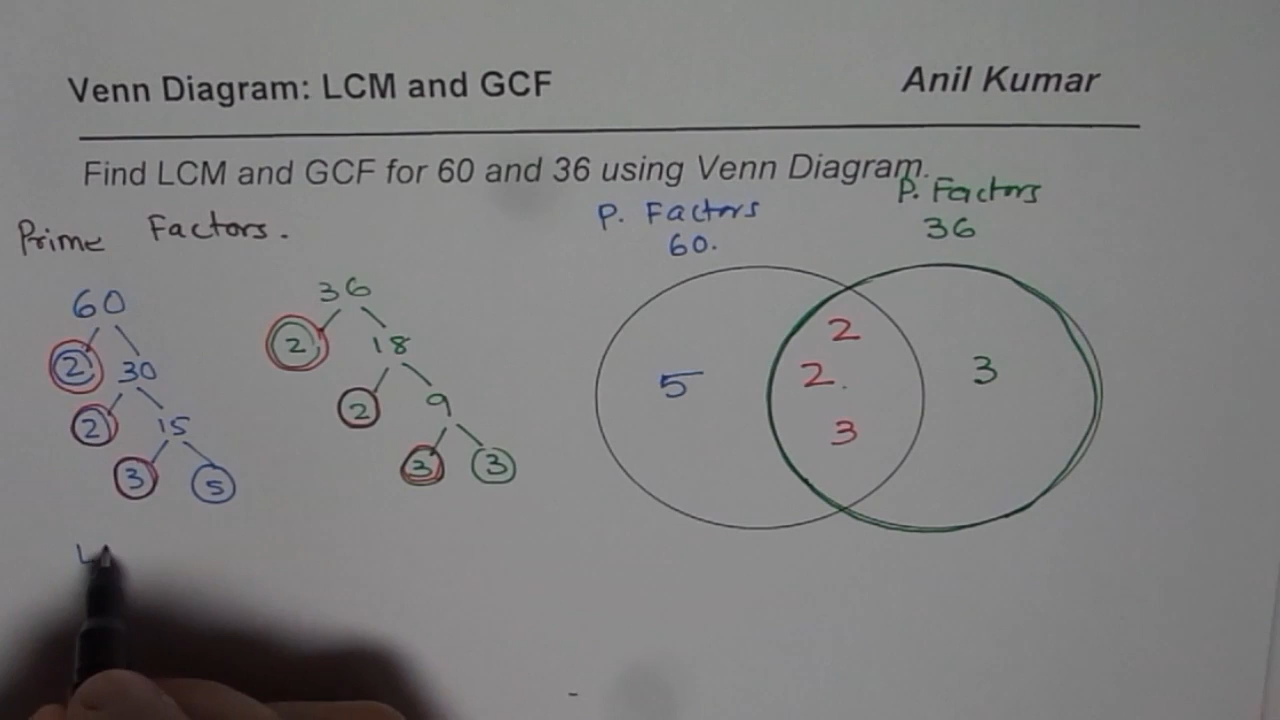 Venn Diagram: LCM and GCF
Anil Kumar
Find LCM and GCF for 60 and 36 using Venn Diagram.
Prime Factors.
P. Factors
60.
P. Factors
36
60
2 30
2 15
3 5
36
2 18
2 9
3 3
5
2
2.
3
3
L